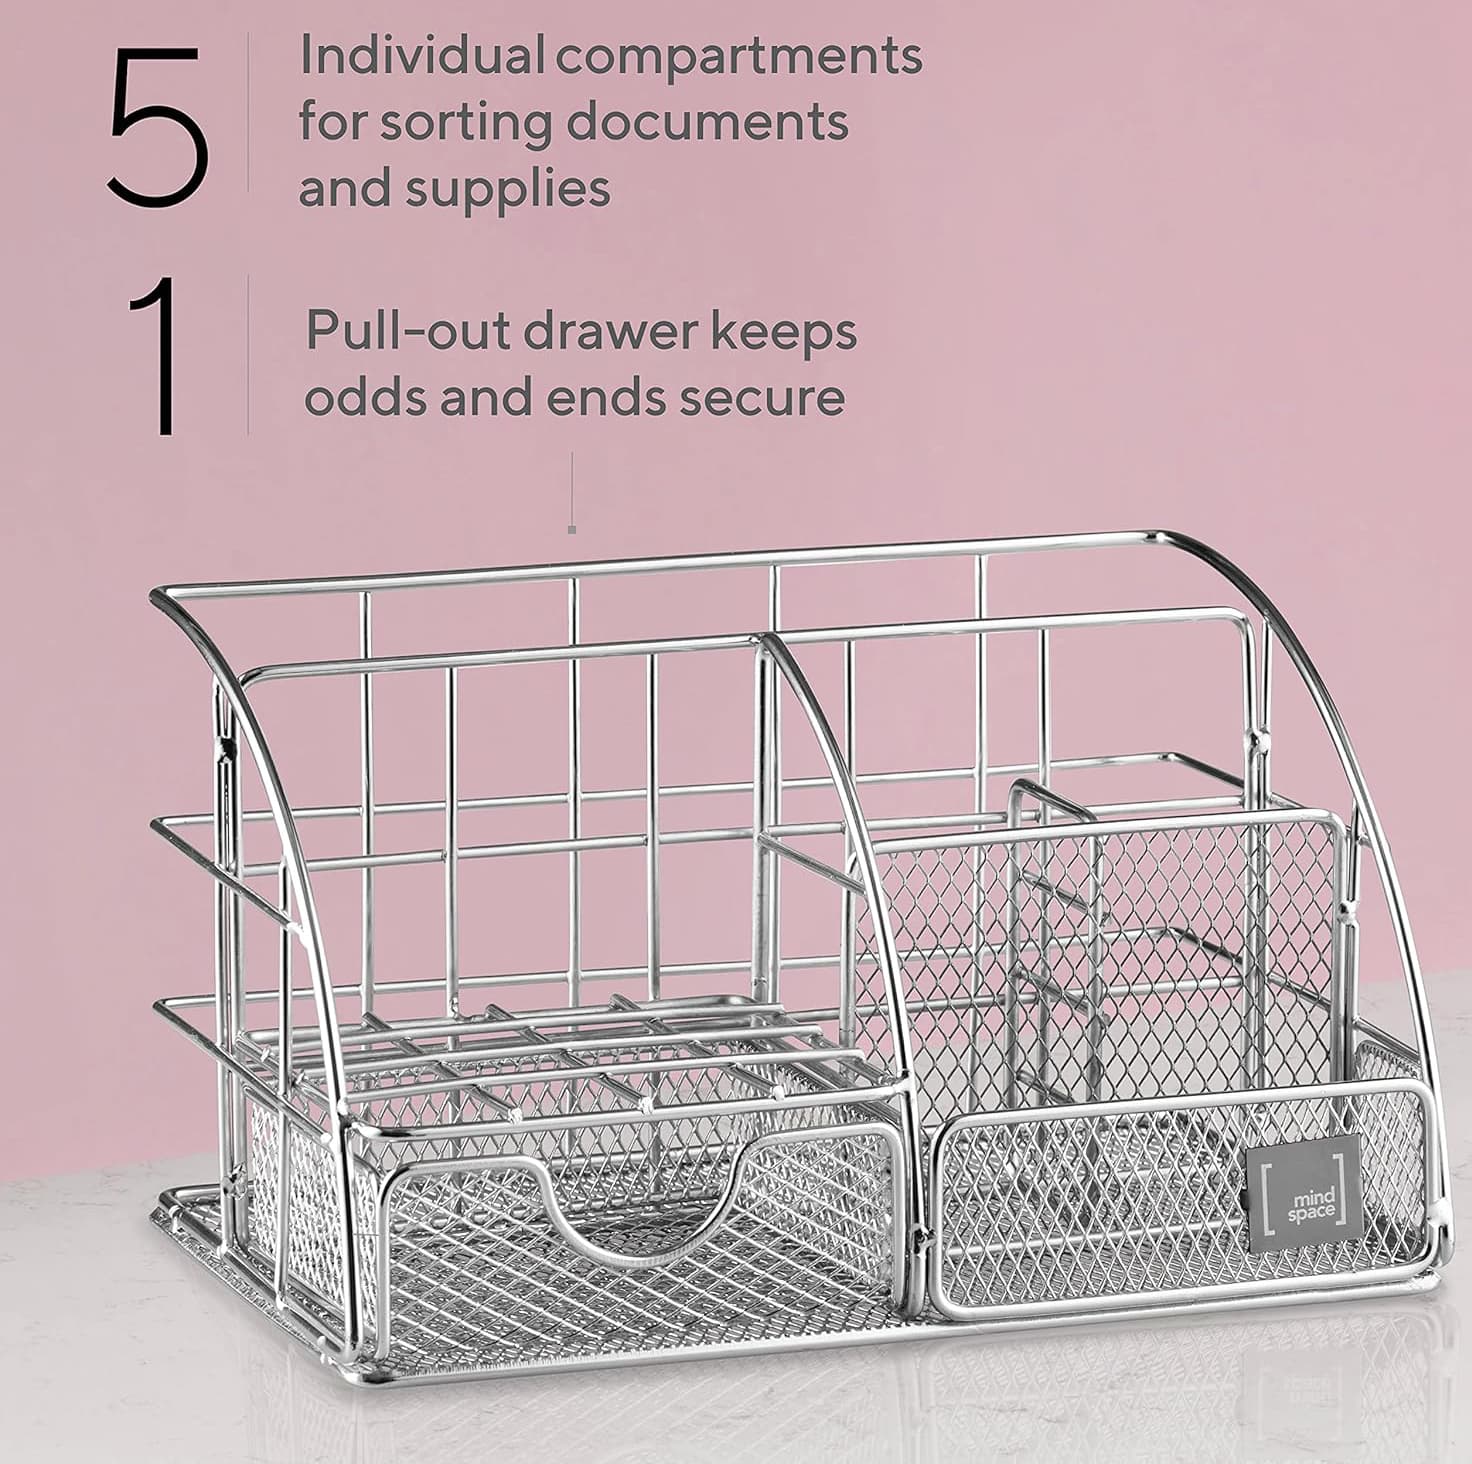 5
Individual compartments
for sorting documents
and supplies
1
Pull-out drawer keeps
odds and ends secure
[mind
space]